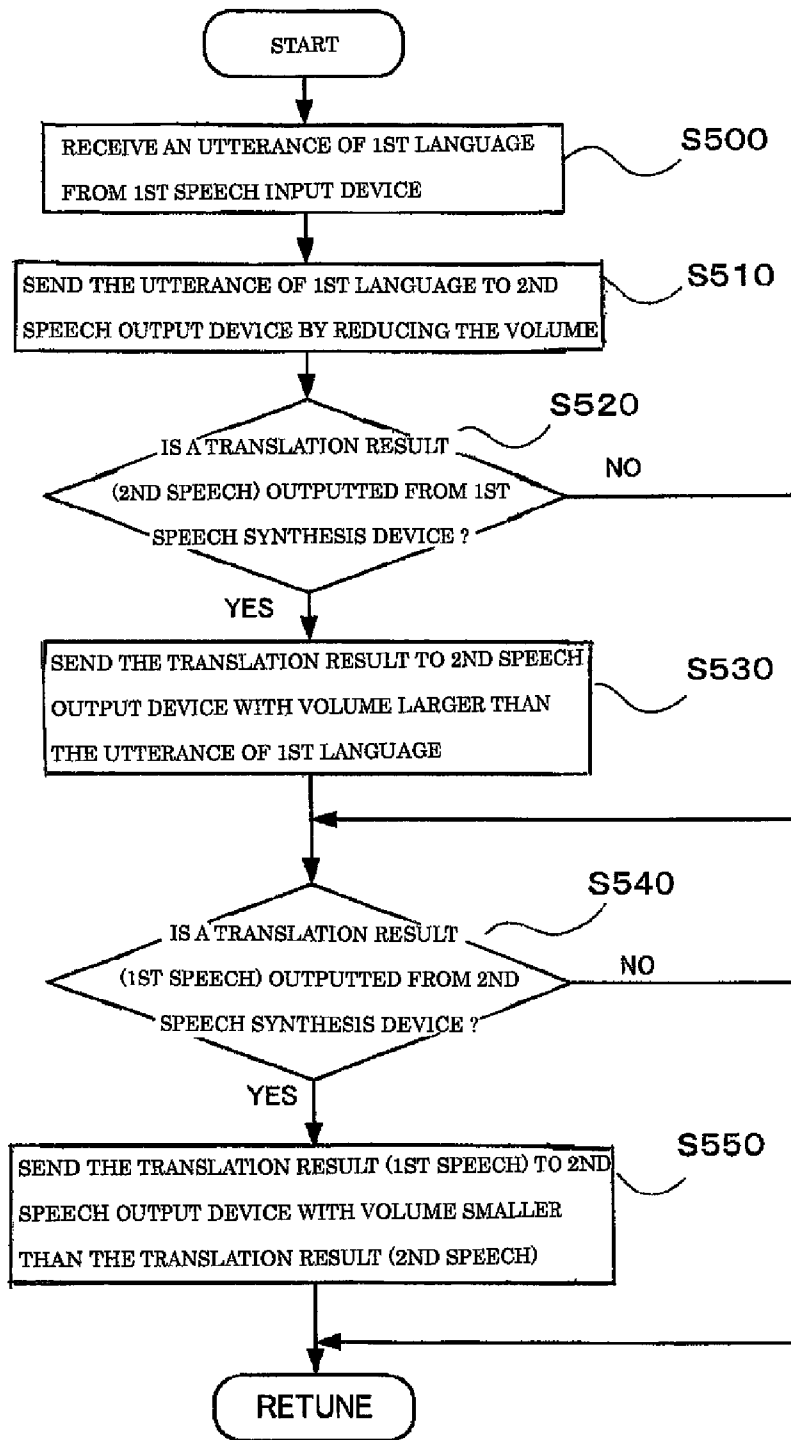 START
RECEIVE AN UTTERANCE OF 1ST LANGUAGE
FROM 1ST SPEECH INPUT DEVICE
S500
SEND THE UTTERANCE OF 1ST LANGUAGE TO 2ND
SPEECH OUTPUT DEVICE BY REDUCING THE VOLUME
S510
IS A TRANSLATION RESULT
(2ND SPEECH) OUTPUTTED FROM 1ST
SPEECH SYNTHESIS DEVICE ?
S520
NO
YES
SEND THE TRANSLATION RESULT TO 2ND SPEECH
OUTPUT DEVICE WITH VOLUME LARGER THAN
THE UTTERANCE OF 1ST LANGUAGE
S530
IS A TRANSLATION RESULT
(1ST SPEECH) OUTPUTTED FROM 2ND
SPEECH SYNTHESIS DEVICE ?
S540
NO
YES
SEND THE TRANSLATION RESULT (1ST SPEECH) TO 2ND
SPEECH OUTPUT DEVICE WITH VOLUME SMALLER
THAN THE TRANSLATION RESULT (2ND SPEECH)
S550
RETUNE